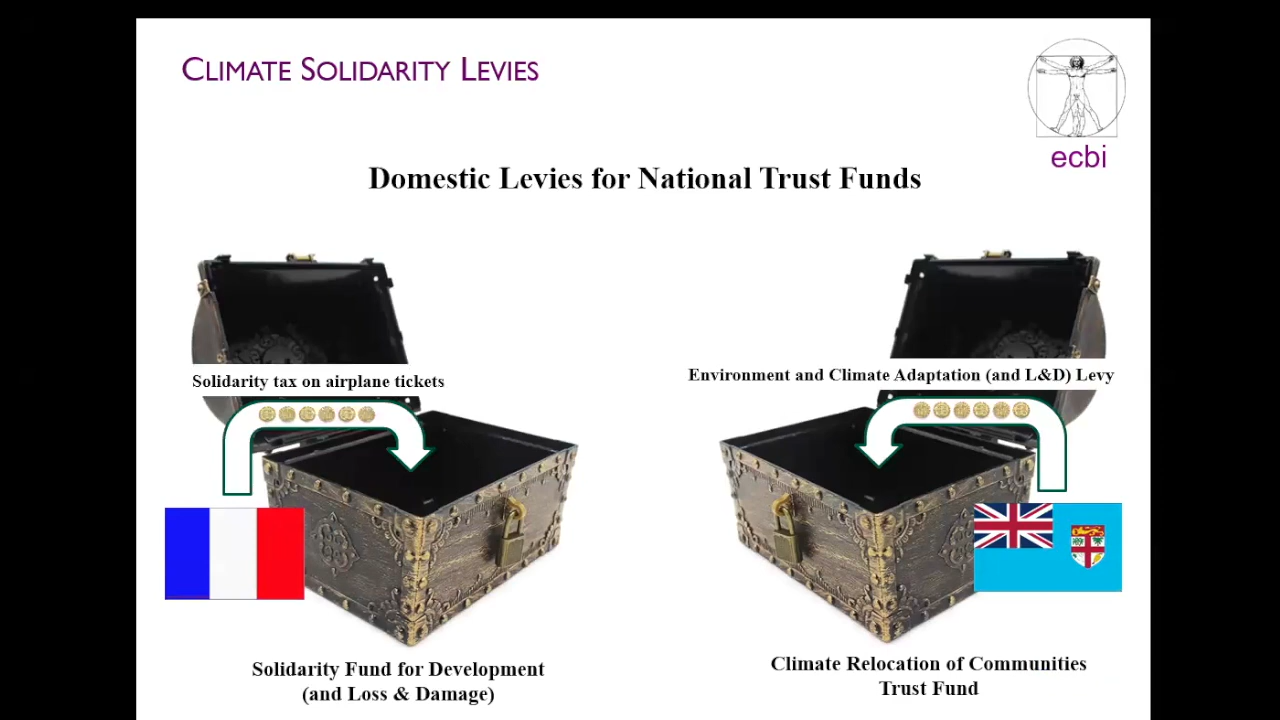 CLIMATE SOLIDARITY LEVIES
ecbi
Domestic Levies for National Trust Funds
Solidarity tax on airplane tickets
Environment and Climate Adaptation (and L&D) Levy
Solidarity Fund for Development
(and Loss & Damage)
Climate Relocation of Communities
Trust Fund